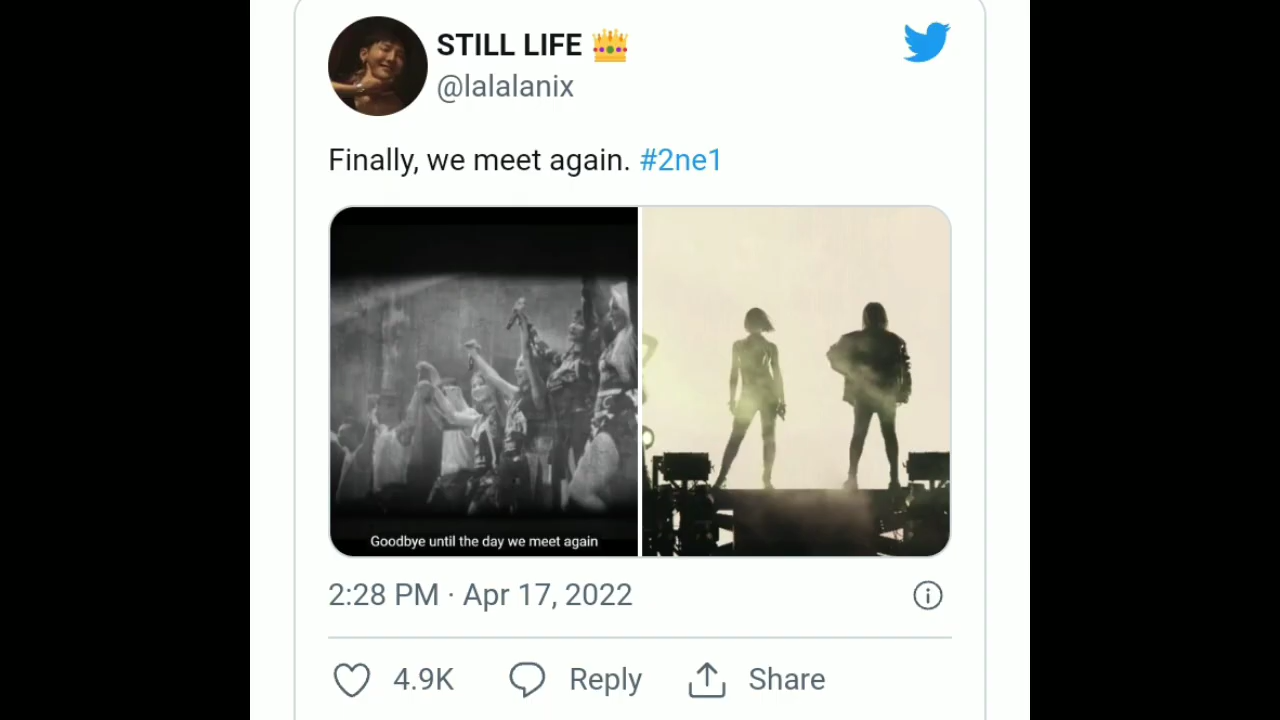 STILL LIFE 👑
@lalalanix
Finally, we meet again. #2ne1
Goodbye until the day we meet again
2:28 PM · Apr 17, 2022
4.9K Reply Share